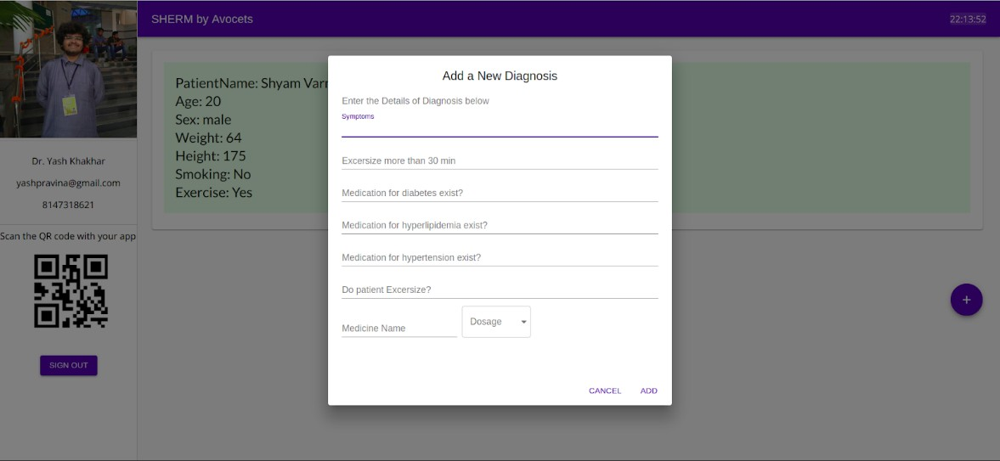 SHERM by Avocets
22:13:52
Dr. Yash Khakhar
yashpravina@gmail.com
8147318621
Scan the QR code with your app
SIGN OUT
PatientName: Shyam
Age: 20
Sex: male
Weight: 64
Height: 175
Smoking: No
Exercise: Yes
Add a New Diagnosis
Enter the Details of Diagnosis below
Symptoms
Excersize more than 30 min
Medication for diabetes exist?
Medication for hyperlipidemia exist?
Medication for hypertension exist?
Do patient Excersize?
Medicine Name
Dosage
CANCEL ADD
+